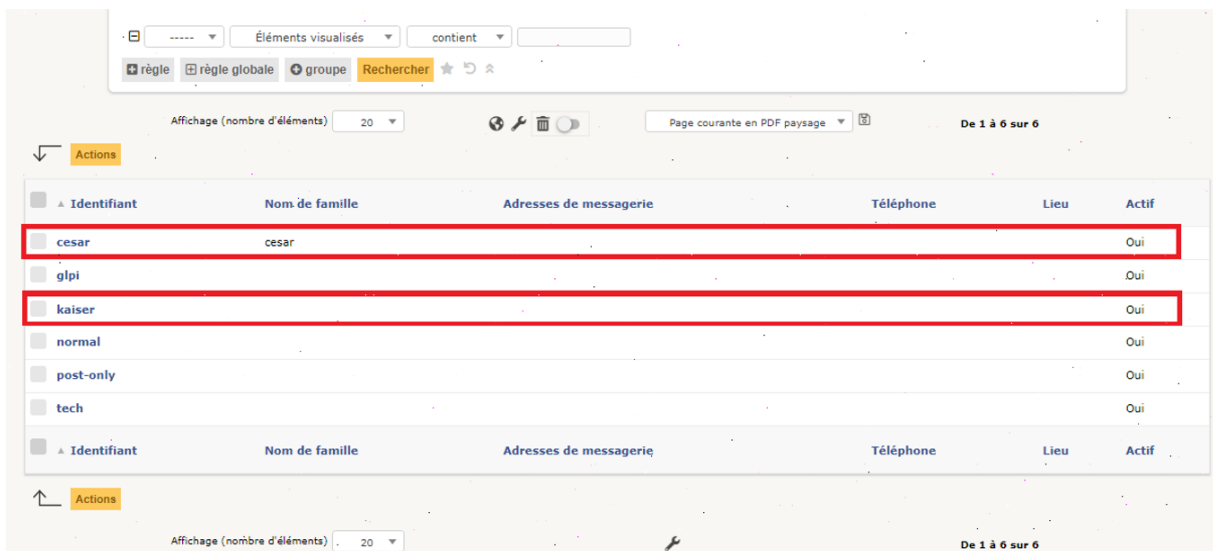 ----- Éléments visualisés contient
règle règle globale groupe Rechercher
Affichage (nombre d'éléments) 20 Page courante en PDF paysage De 1 à 6 sur 6
Actions
Identifiant Nom de famille Adresses de messagerie Téléphone Lieu Actif
cesar cesar Oui
glpi Oui
kaiser Oui
normal Oui
post-only Oui
tech Oui
Identifiant Nom de famille Adresses de messagerie Téléphone Lieu Actif
Actions
Affichage (nombre d'éléments) 20 De 1 à 6 sur 6